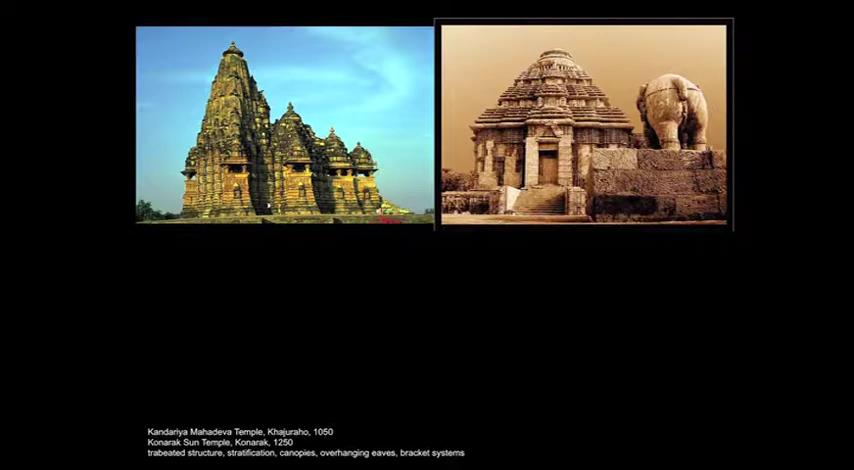 Kandariya Mahadeva Temple, Khajuraho, 1050
Konarak Sun Temple, Konarak, 1250
trabeated structure, stratification, canopies, overhanging eaves, bracket systems